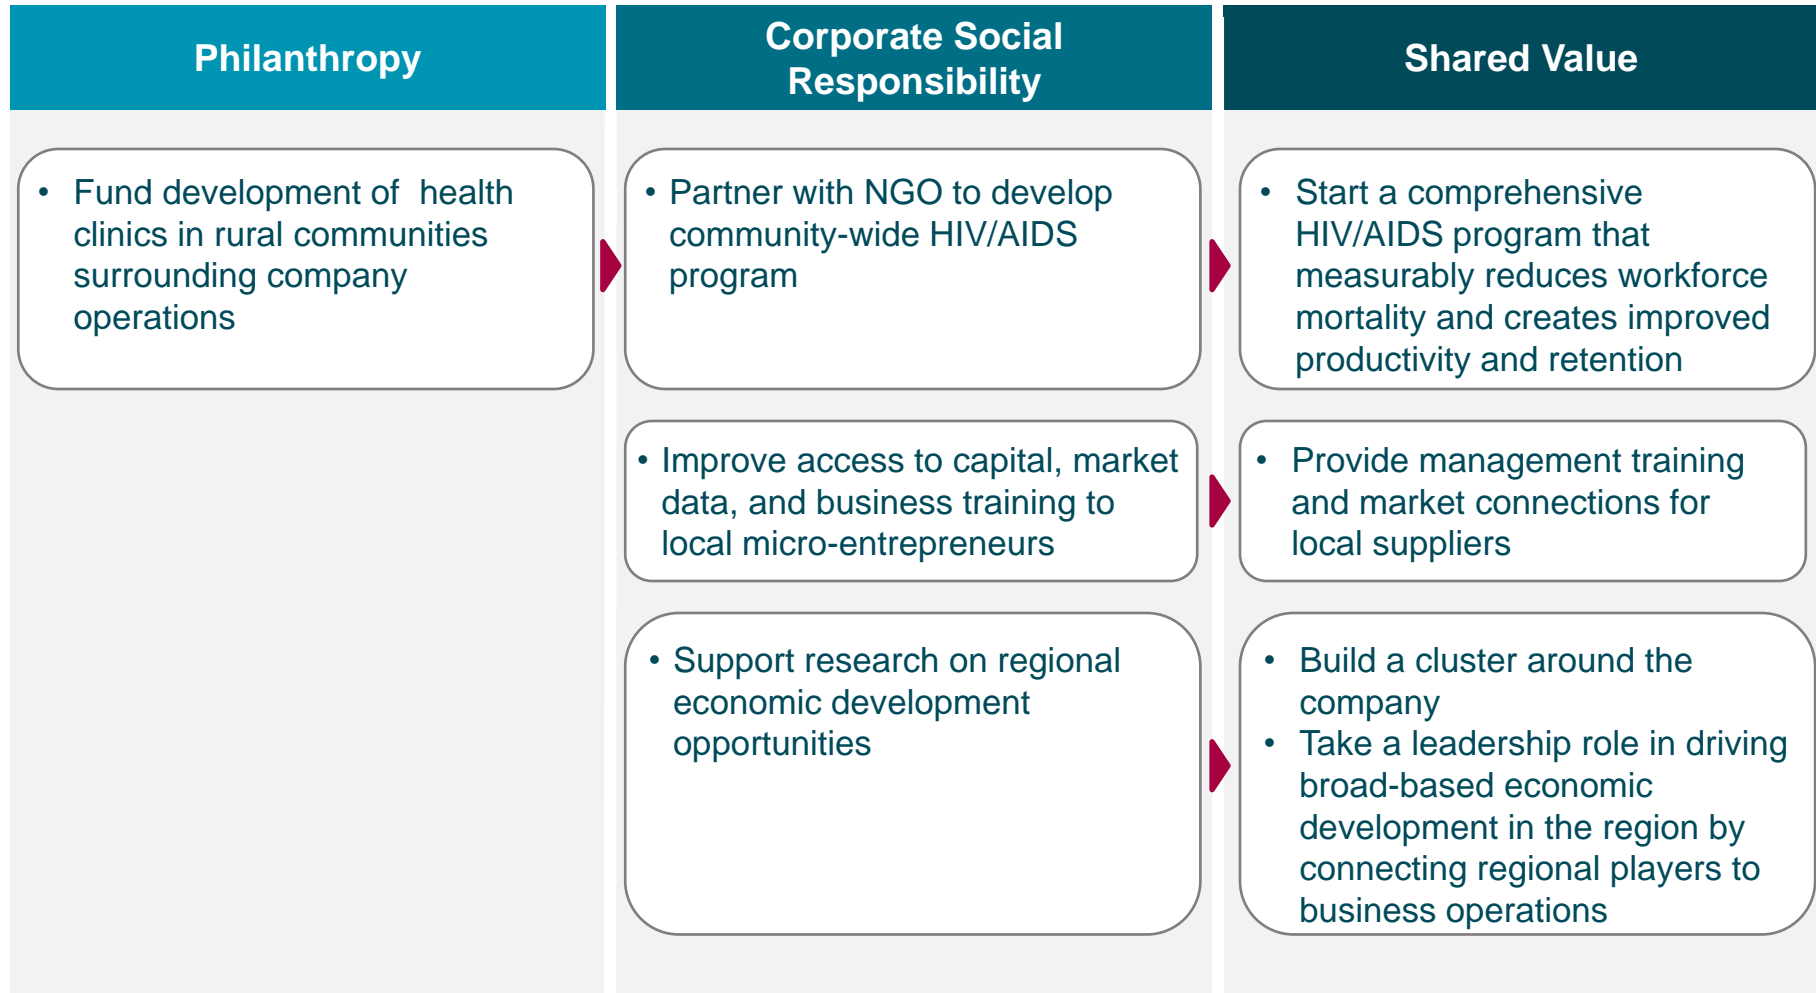 Philanthropy
Corporate Social
Responsibility
Shared Value
• Fund development of  health
clinics in rural communities
surrounding company
operations
• Partner with NGO to develop
community-wide HIV/AIDS
program
• Start a comprehensive
HIV/AIDS program that
measurably reduces workforce
mortality and creates improved
productivity and retention
• Improve access to capital, market
data, and business training to
local micro-entrepreneurs
• Provide management training
and market connections for
local suppliers
• Support research on regional
economic development
opportunities
• Build a cluster around the
company
• Take a leadership role in driving
broad-based economic
development in the region by
connecting regional players to
business operations